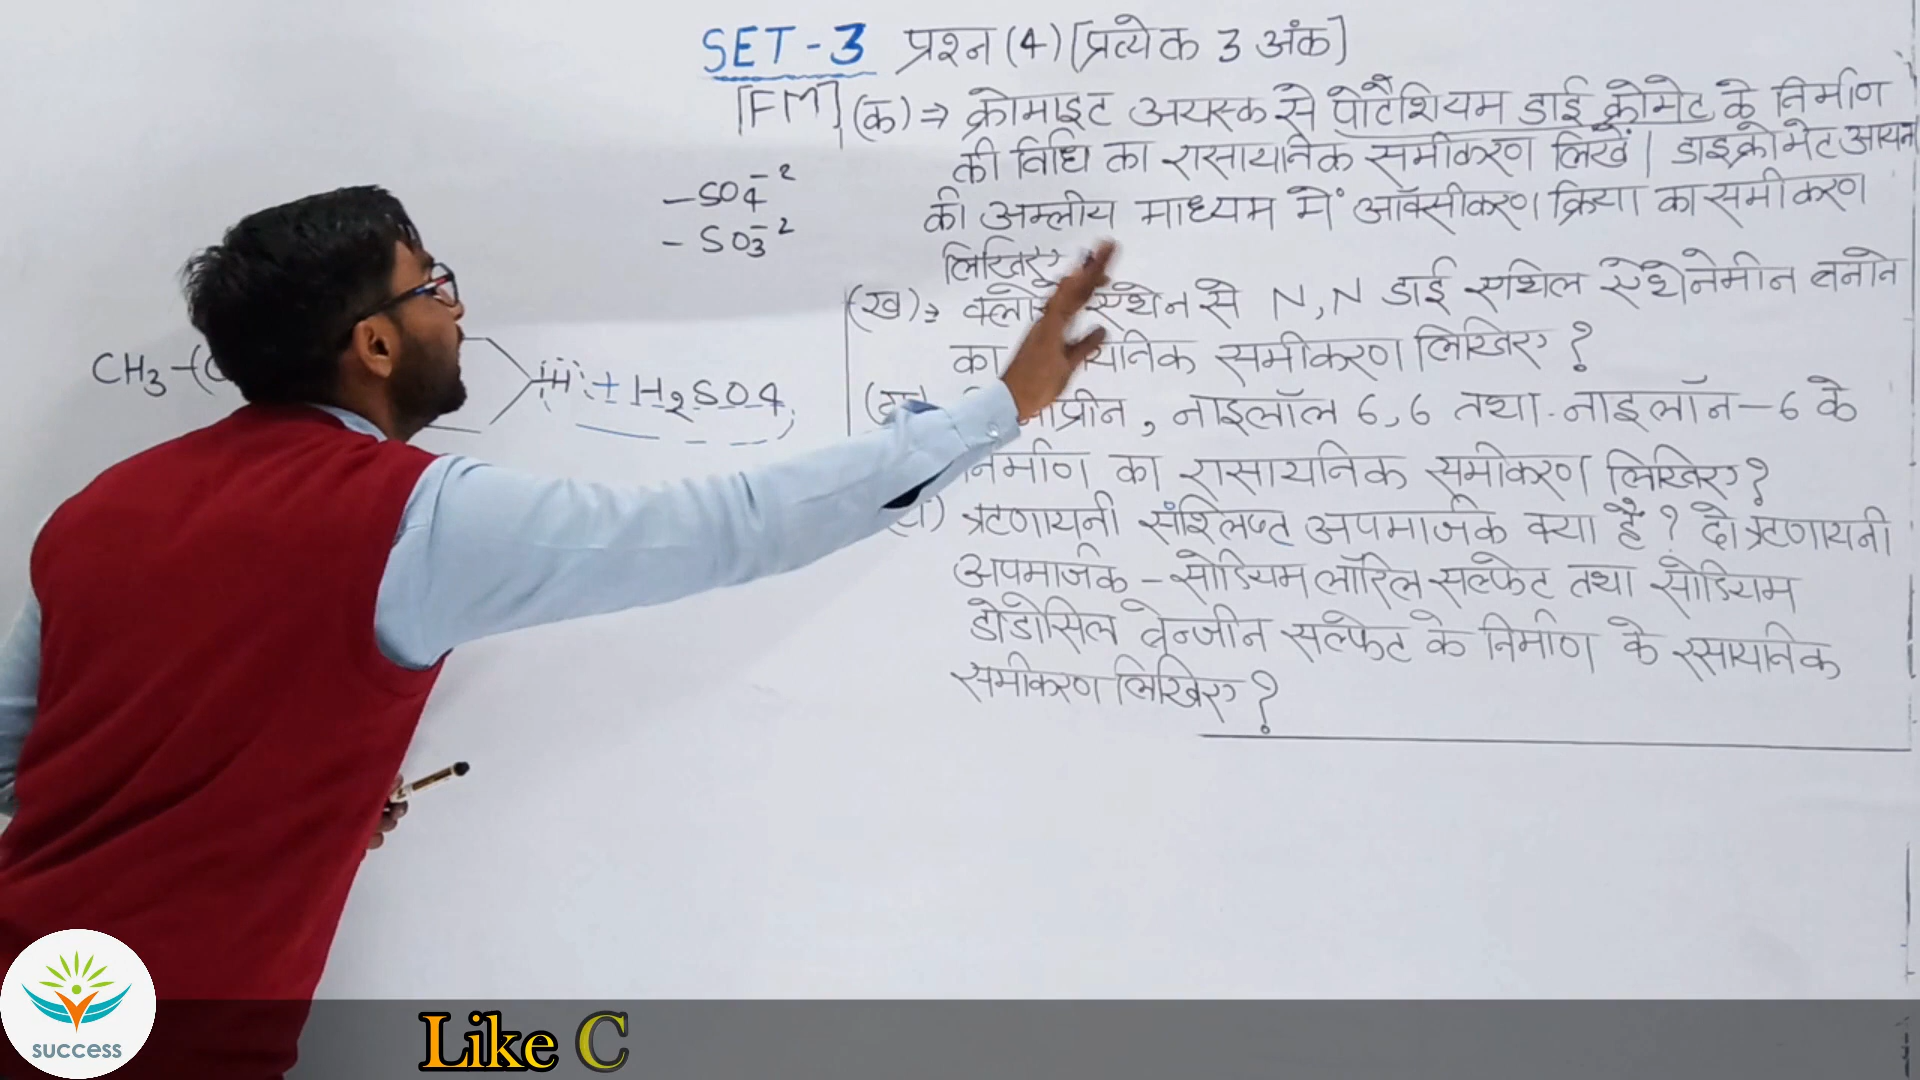 SET-3 प्रश्न (4) [प्रत्येक 3 अंक]
[FM] (क) ⇒ क्रोमाइट अयस्क से पोटैशियम डाई क्रोमेट के निर्माण
की विधि का रासायनिक समीकरण लिखें। डाइक्रोमेट आयन
की अम्लीय माध्यम में ऑक्सीकरण क्रिया का समीकरण
लिखिए
(ख) ⇒ एथेन से N,N डाई एथिल ऐथेनेमीन बनाने
का समीकरण लिखिए ?
नाइलॉल 6,6 तथा नाइलॉन-6 के
निर्माण का रासायनिक समीकरण लिखिए ?
ऋणायनी संश्लिष्ट अपमार्जक क्या है ? दो ऋणायनी
अपमार्जक - सोडियम लॉरिल सल्फेट तथा सोडियम
डोडोसिल बेन्जीन सल्फेट के निर्माण के रसायनिक
समीकरण लिखिए ?
- SO4^-2
- SO3^-2
CH3-( H + H2SO4
success
Like C